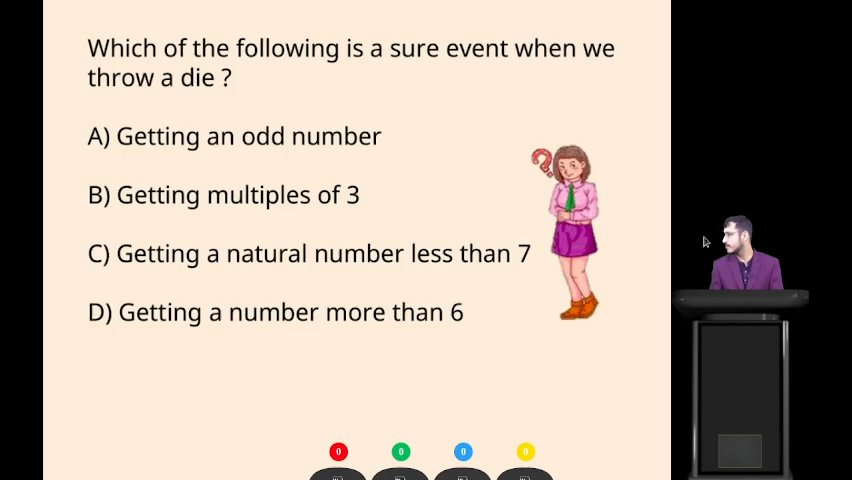 Which of the following is a sure event when we
throw a die ?
A) Getting an odd number
B) Getting multiples of 3
C) Getting a natural number less than 7
D) Getting a number more than 6
0 0 0 0